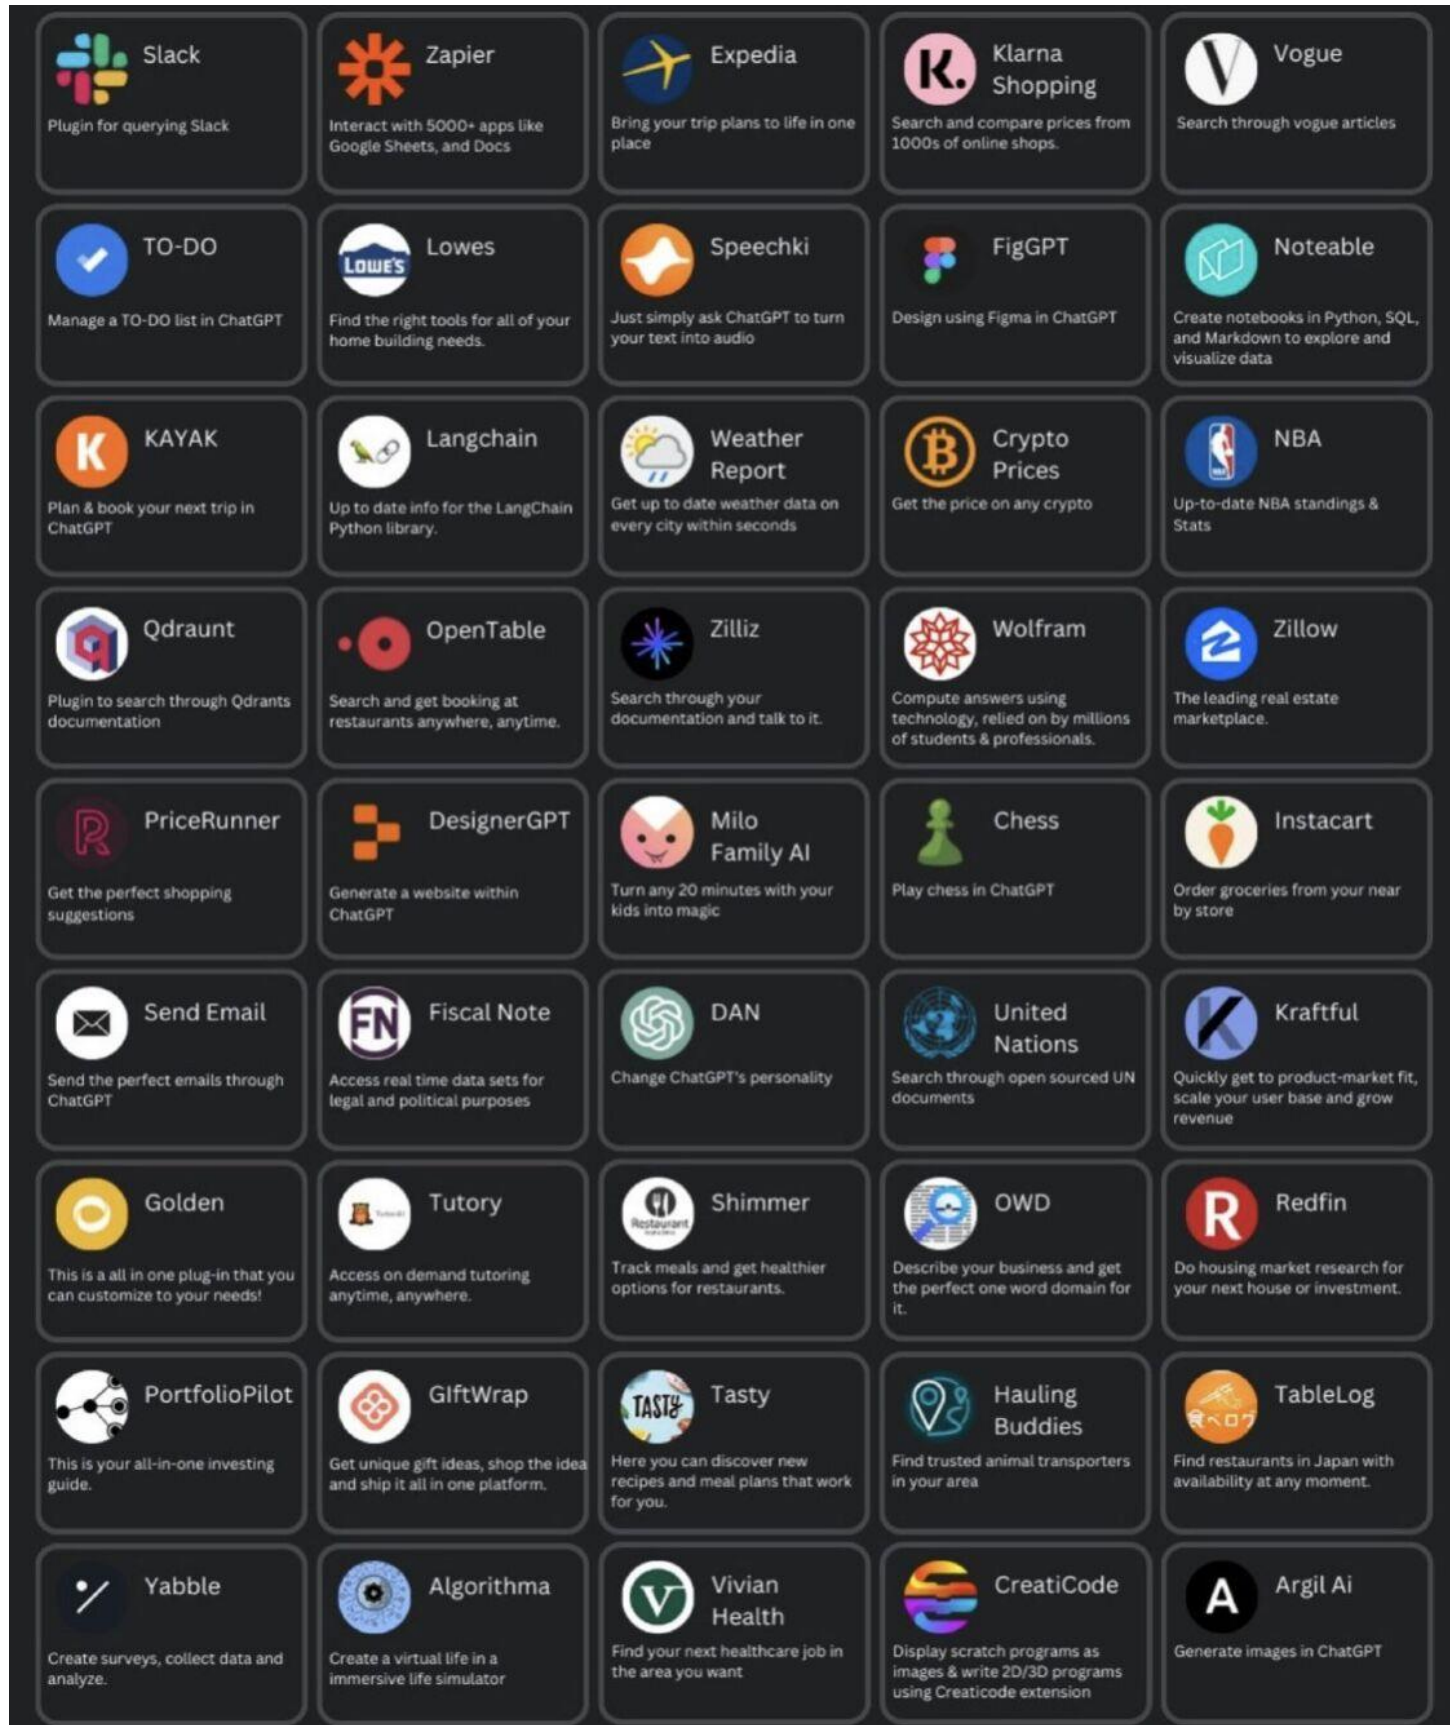 Slack
Plugin for querying Slack
Zapier
Interact with 5000+ apps like
Google Sheets, and Docs
Expedia
Bring your trip plans to life in one
place
K.
Klarna
Shopping
Search and compare prices from
1000s of online shops.
V
Vogue
Search through vogue articles
TO-DO
Manage a TO-DO list in ChatGPT
LOWE'S
Lowes
Find the right tools for all of your
home building needs.
Speechki
Just simply ask ChatGPT to turn
your text into audio
FigGPT
Design using Figma in ChatGPT
Noteable
Create notebooks in Python, SQL,
and Markdown to explore and
visualize data
K
KAYAK
Plan & book your next trip in
ChatGPT
Langchain
Up to date info for the LangChain
Python library.
Weather
Report
Get up to date weather data on
every city within seconds
Crypto
Prices
Get the price on any crypto
NBA
Up-to-date NBA standings &
Stats
Qdraunt
Plugin to search through Qdrants
documentation
OpenTable
Search and get booking at
restaurants anywhere, anytime.
Zilliz
Search through your
documentation and talk to it.
Wolfram
Compute answers using
technology, relied on by millions
of students & professionals.
Zillow
The leading real estate
marketplace.
PriceRunner
Get the perfect shopping
suggestions
DesignerGPT
Generate a website within
ChatGPT
Milo
Family AI
Turn any 20 minutes with your
kids into magic
Chess
Play chess in ChatGPT
Instacart
Order groceries from your near
by store
Send Email
Send the perfect emails through
ChatGPT
FN
Fiscal Note
Access real time data sets for
legal and political purposes
DAN
Change ChatGPT's personality
United
Nations
Search through open sourced UN
documents
K
Kraftful
Quickly get to product-market fit,
scale your user base and grow
revenue
Golden
This is a all in one plug-in that you
can customize to your needs!
Tutory
Access on demand tutoring
anytime, anywhere.
Restaurant
Shimmer
Track meals and get healthier
options for restaurants.
OWD
Describe your business and get
the perfect one word domain for
it.
R
Redfin
Do housing market research for
your next house or investment.
PortfolioPilot
This is your all-in-one investing
guide.
GIftWrap
Get unique gift ideas, shop the idea
and ship it all in one platform.
TASTY
Tasty
Here you can discover new
recipes and meal plans that work
for you.
Hauling
Buddies
Find trusted animal transporters
in your area
食べログ
TableLog
Find restaurants in Japan with
availability at any moment.
Yabble
Create surveys, collect data and
analyze.
Algorithma
Create a virtual life in a
immersive life simulator
V
Vivian
Health
Find your next healthcare job in
the area you want
CreatiCode
Display scratch programs as
images & write 2D/3D programs
using Creaticode extension
A
Argil Ai
Generate images in ChatGPT